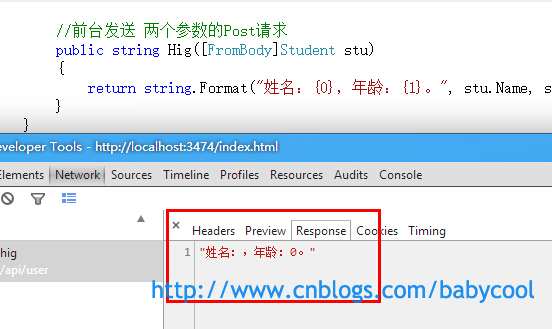 //前台发送 两个参数的Post请求
public string Hig([FromBody]Student stu)
{
return string.Format("姓名：{0}，年龄：{1}。", stu.Name, s
}
}
eveloper Tools - http://localhost:3474/index.html
Elements Network Sources Timeline Profiles Resources Audits Console
× Headers Preview Response Cookies Timing
hig
/api/user
1 "姓名：，年龄：0。"
http://www.cnblogs.com/babycool